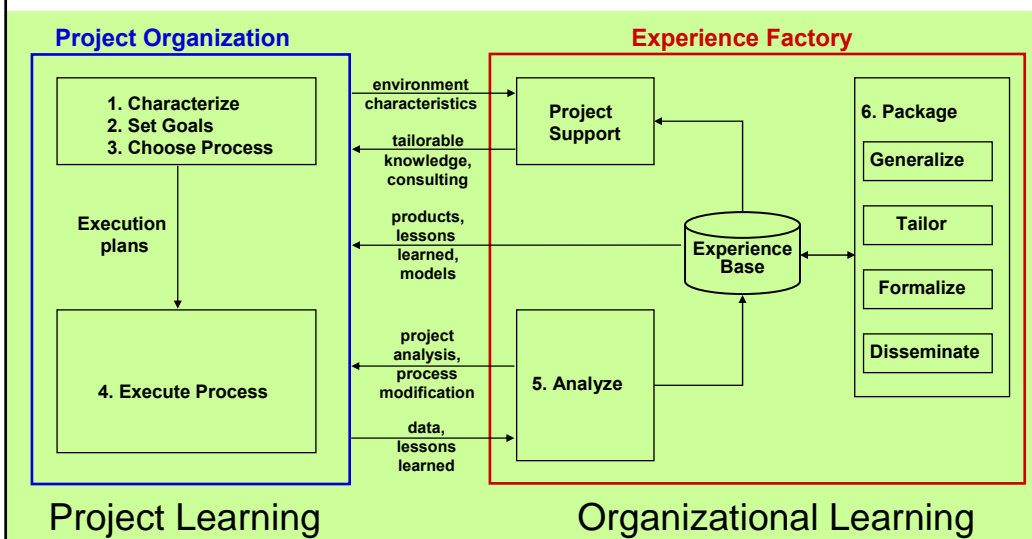 Project Organization
Experience Factory
1. Characterize
2. Set Goals
3. Choose Process
environment
characteristics
tailorable
knowledge,
consulting
Project
Support
6. Package
Generalize
Tailor
Formalize
Disseminate
Execution
plans
products,
lessons
learned,
models
Experience
Base
4. Execute Process
project
analysis,
process
modification
data,
lessons
learned
5. Analyze
Project Learning
Organizational Learning